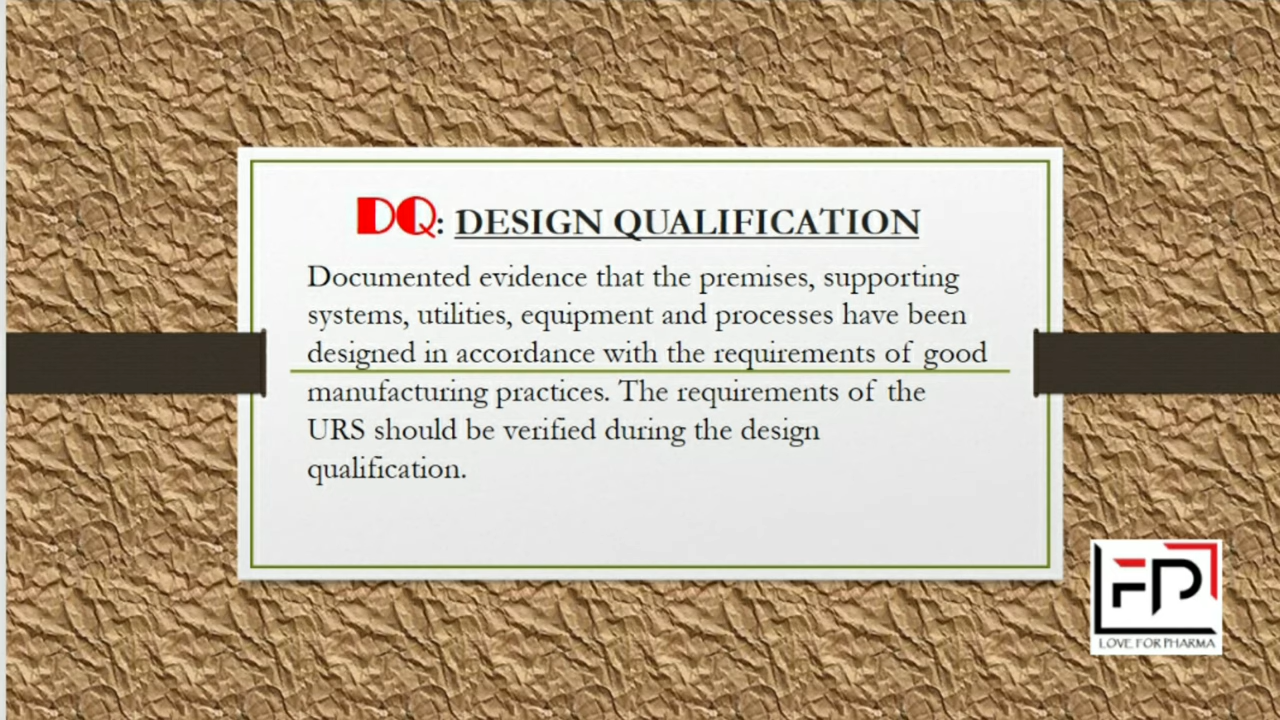 DQ: DESIGN QUALIFICATION
Documented evidence that the premises, supporting
systems, utilities, equipment and processes have been
designed in accordance with the requirements of good
manufacturing practices. The requirements of the
URS should be verified during the design
qualification.
FP
LOVE FOR PHARMA